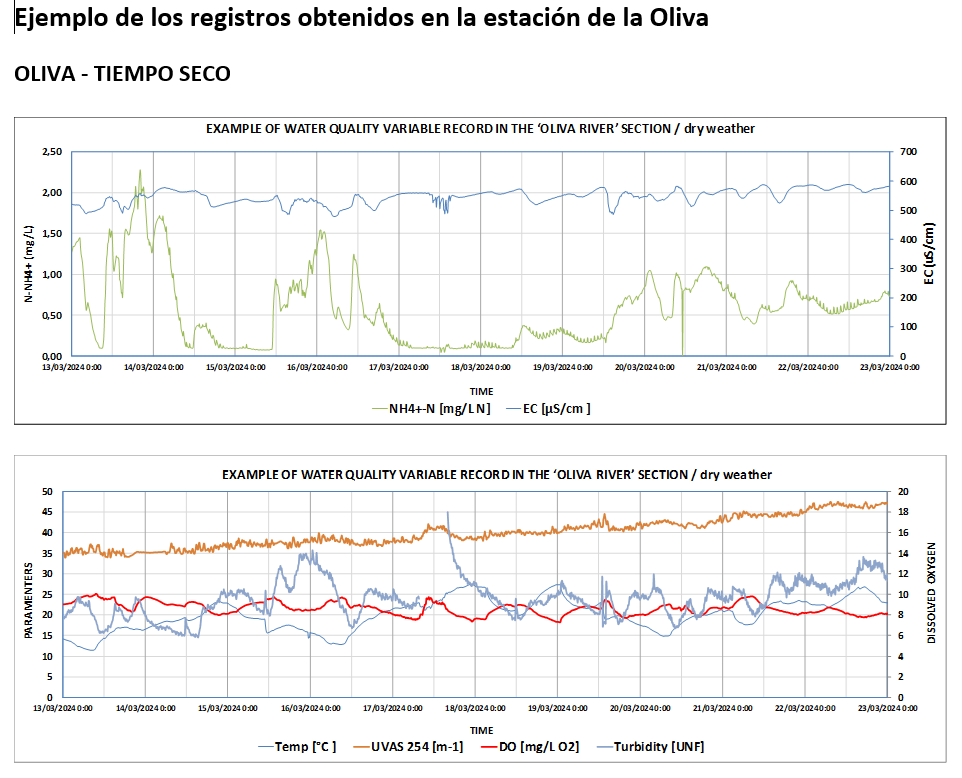 Ejemplo de los registros obtenidos en la estación de la Oliva
OLIVA - TIEMPO SECO
EXAMPLE OF WATER QUALITY VARIABLE RECORD IN THE ‘OLIVA RIVER’ SECTION / dry weather
2,50
2,00
1,50
1,00
0,50
0,00
N-NH4+ (mg/L)
700
600
500
400
300
200
100
0
EC (uS/cm)
13/03/2024 0:00 14/03/2024 0:00 15/03/2024 0:00 16/03/2024 0:00 17/03/2024 0:00 18/03/2024 0:00 19/03/2024 0:00 20/03/2024 0:00 21/03/2024 0:00 22/03/2024 0:00 23/03/2024 0:00
TIME
NH4+-N [mg/L N] EC [µS/cm ]
EXAMPLE OF WATER QUALITY VARIABLE RECORD IN THE ‘OLIVA RIVER’ SECTION / dry weather
50
45
40
35
30
25
20
15
10
5
0
PARAMENTERS
20
18
16
14
12
10
8
6
4
2
0
DISSOLVED OXYGEN
13/03/2024 0:00 14/03/2024 0:00 15/03/2024 0:00 16/03/2024 0:00 17/03/2024 0:00 18/03/2024 0:00 19/03/2024 0:00 20/03/2024 0:00 21/03/2024 0:00 22/03/2024 0:00 23/03/2024 0:00
TIME
Temp [°C ] UVAS 254 [m-1] DO [mg/L O2] Turbidity [UNF]